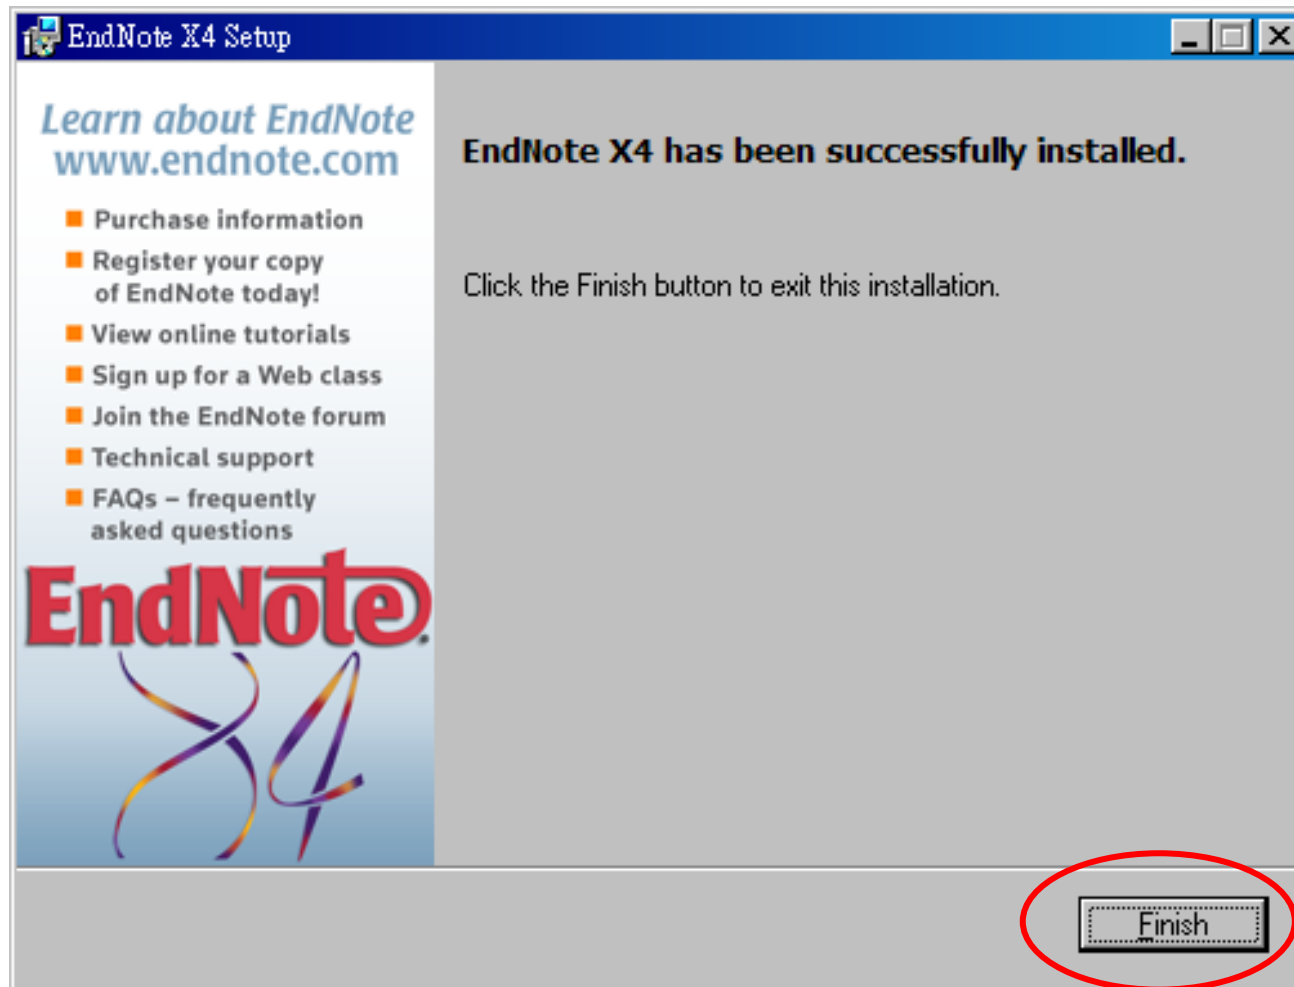 EndNote X4 Setup
Learn about EndNote
www.endnote.com
Purchase information
Register your copy
of EndNote today!
View online tutorials
Sign up for a Web class
Join the EndNote forum
Technical support
FAQs – frequently
asked questions
EndNote.
X4
EndNote X4 has been successfully installed.
Click the Finish button to exit this installation.
Finish